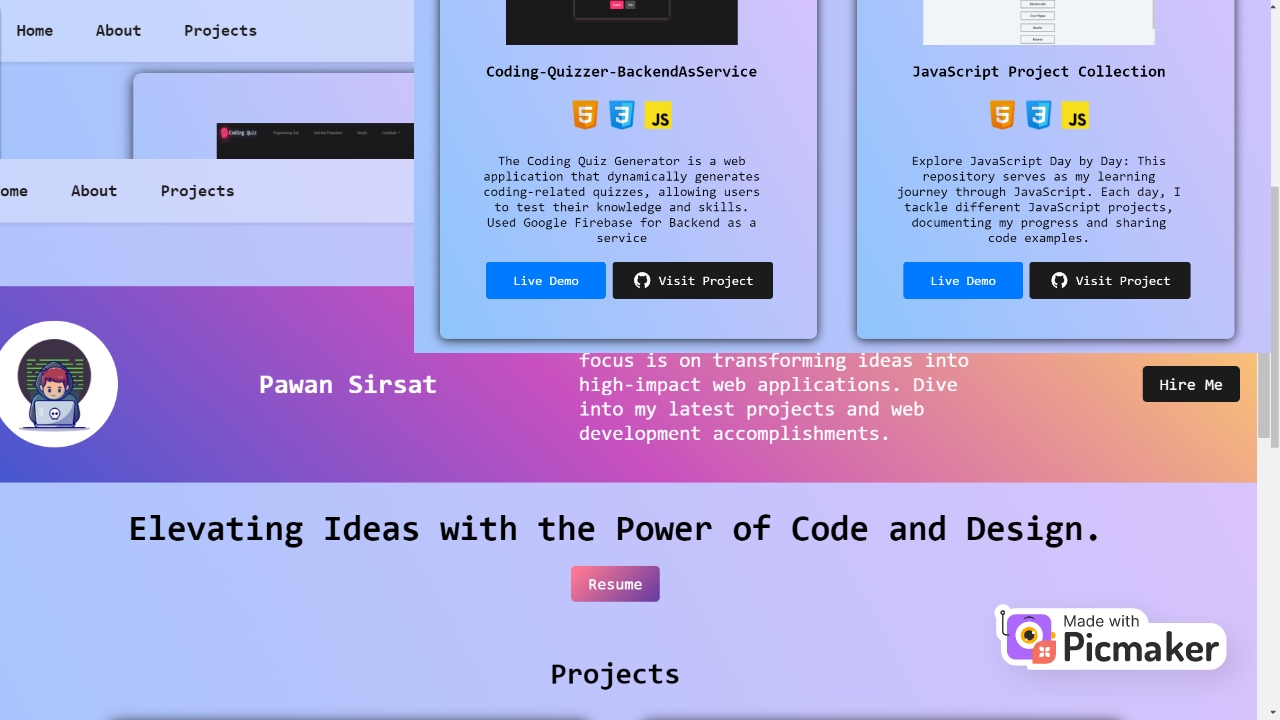 Home About Projects
Coding Quiz
Home
ome About Projects
Coding-Quizzer-BackendAsService
JS
The Coding Quiz Generator is a web
application that dynamically generates
coding-related quizzes, allowing users
to test their knowledge and skills.
Used Google Firebase for Backend as a
service
Live Demo Visit Project
JavaScript Project Collection
JS
Explore JavaScript Day by Day: This
repository serves as my learning
journey through JavaScript. Each day, I
tackle different JavaScript projects,
documenting my progress and sharing
code examples.
Live Demo Visit Project
Pawan Sirsat
focus is on transforming ideas into
high-impact web applications. Dive
into my latest projects and web
development accomplishments.
Hire Me
Elevating Ideas with the Power of Code and Design.
Resume
Projects
Made with
Picmaker